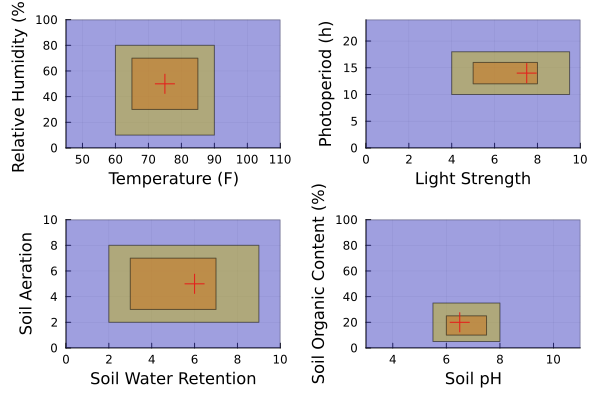 Relative Humidity (%
100
80
60
40
20
0
50 60 70 80 90 100 110
Temperature (F)
Photoperiod (h)
20
15
10
5
0
0 2 4 6 8 10
Light Strength
Soil Aeration
10
8
6
4
2
0
0 2 4 6 8 10
Soil Water Retention
Soil Organic Content (%)
100
80
60
40
20
0
4 6 8 10
Soil pH